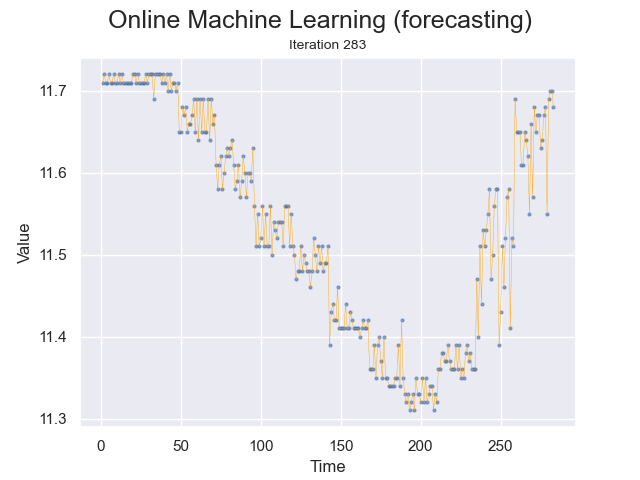 Online Machine Learning (forecasting)
Iteration 283
11.7
11.6
11.5
11.4
11.3
Value
0 50 100 150 200 250
Time